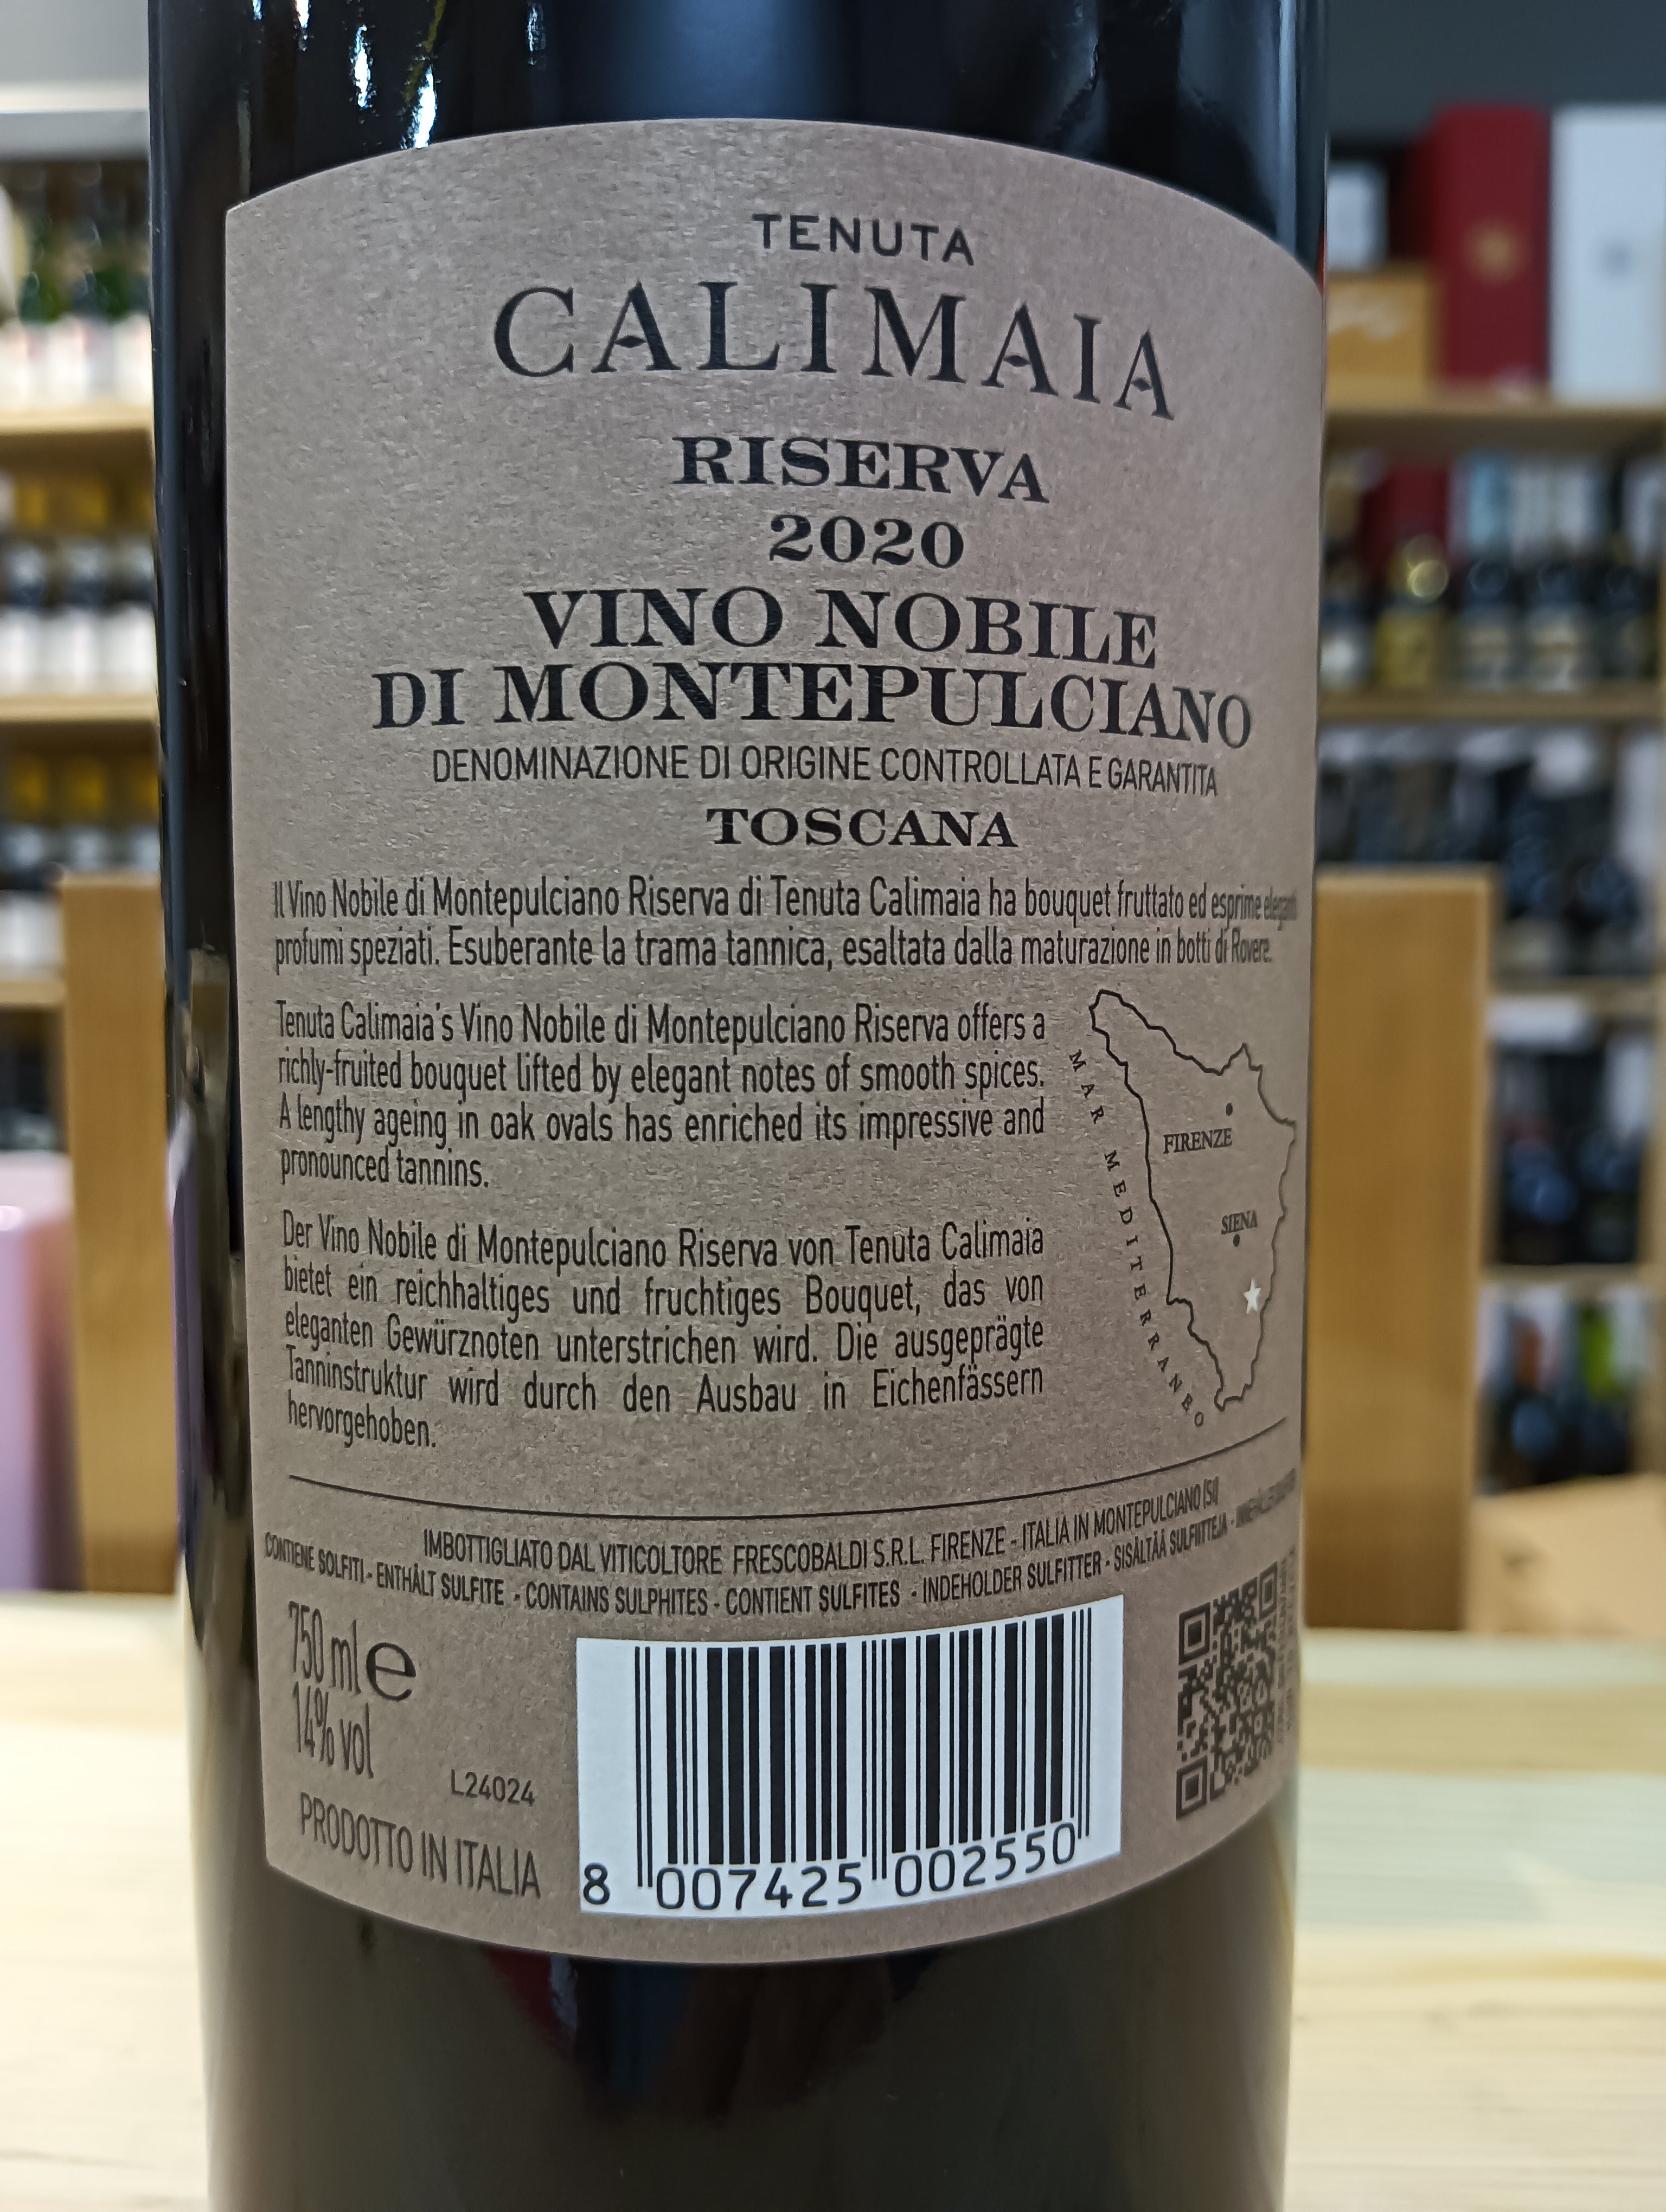 TENUTA
CALIMAIA
RISERVA
2020
VINO NOBILE
DI MONTEPULCIANO
DENOMINAZIONE DI ORIGINE CONTROLLATA E GARANTITA
TOSCANA
Il Vino Nobile di Montepulciano Riserva di Tenuta Calimaia ha bouquet fruttato ed esprime
profumi speziati. Esuberante la trama tannica, esaltata dalla maturazione in botti di Rovere.
Tenuta Calimaia's Vino Nobile di Montepulciano Riserva offers a
richly-fruited bouquet lifted by elegant notes of smooth spices.
A lengthy ageing in oak ovals has enriched its impressive and
pronounced tannins.
Der Vino Nobile di Montepulciano Riserva von Tenuta Calimaia
bietet ein reichhaltiges und fruchtiges Bouquet, das von
eleganten Gewürznoten unterstrichen wird. Die ausgeprägte
Tanninstruktur wird durch den Ausbau in Eichenfässern
hervorgehoben.
FIRENZE
SIENA
MAR MEDITERRANEO
IMBOTTIGLIATO DAL VITICOLTORE FRESCOBALDI S.R.L. FIRENZE - ITALIA IN MONTEPULCIANO (SI)
CONTIENE SOLFITI - ENTHÄLT SULFITE - CONTAINS SULPHITES - CONTIENT SULFITES - INDEHOLDER SULFITTER - SISÄLTÄÄ SULFIITTEJA -
750 ml e
14% vol
L24024
PRODOTTO IN ITALIA
8 007425 002550